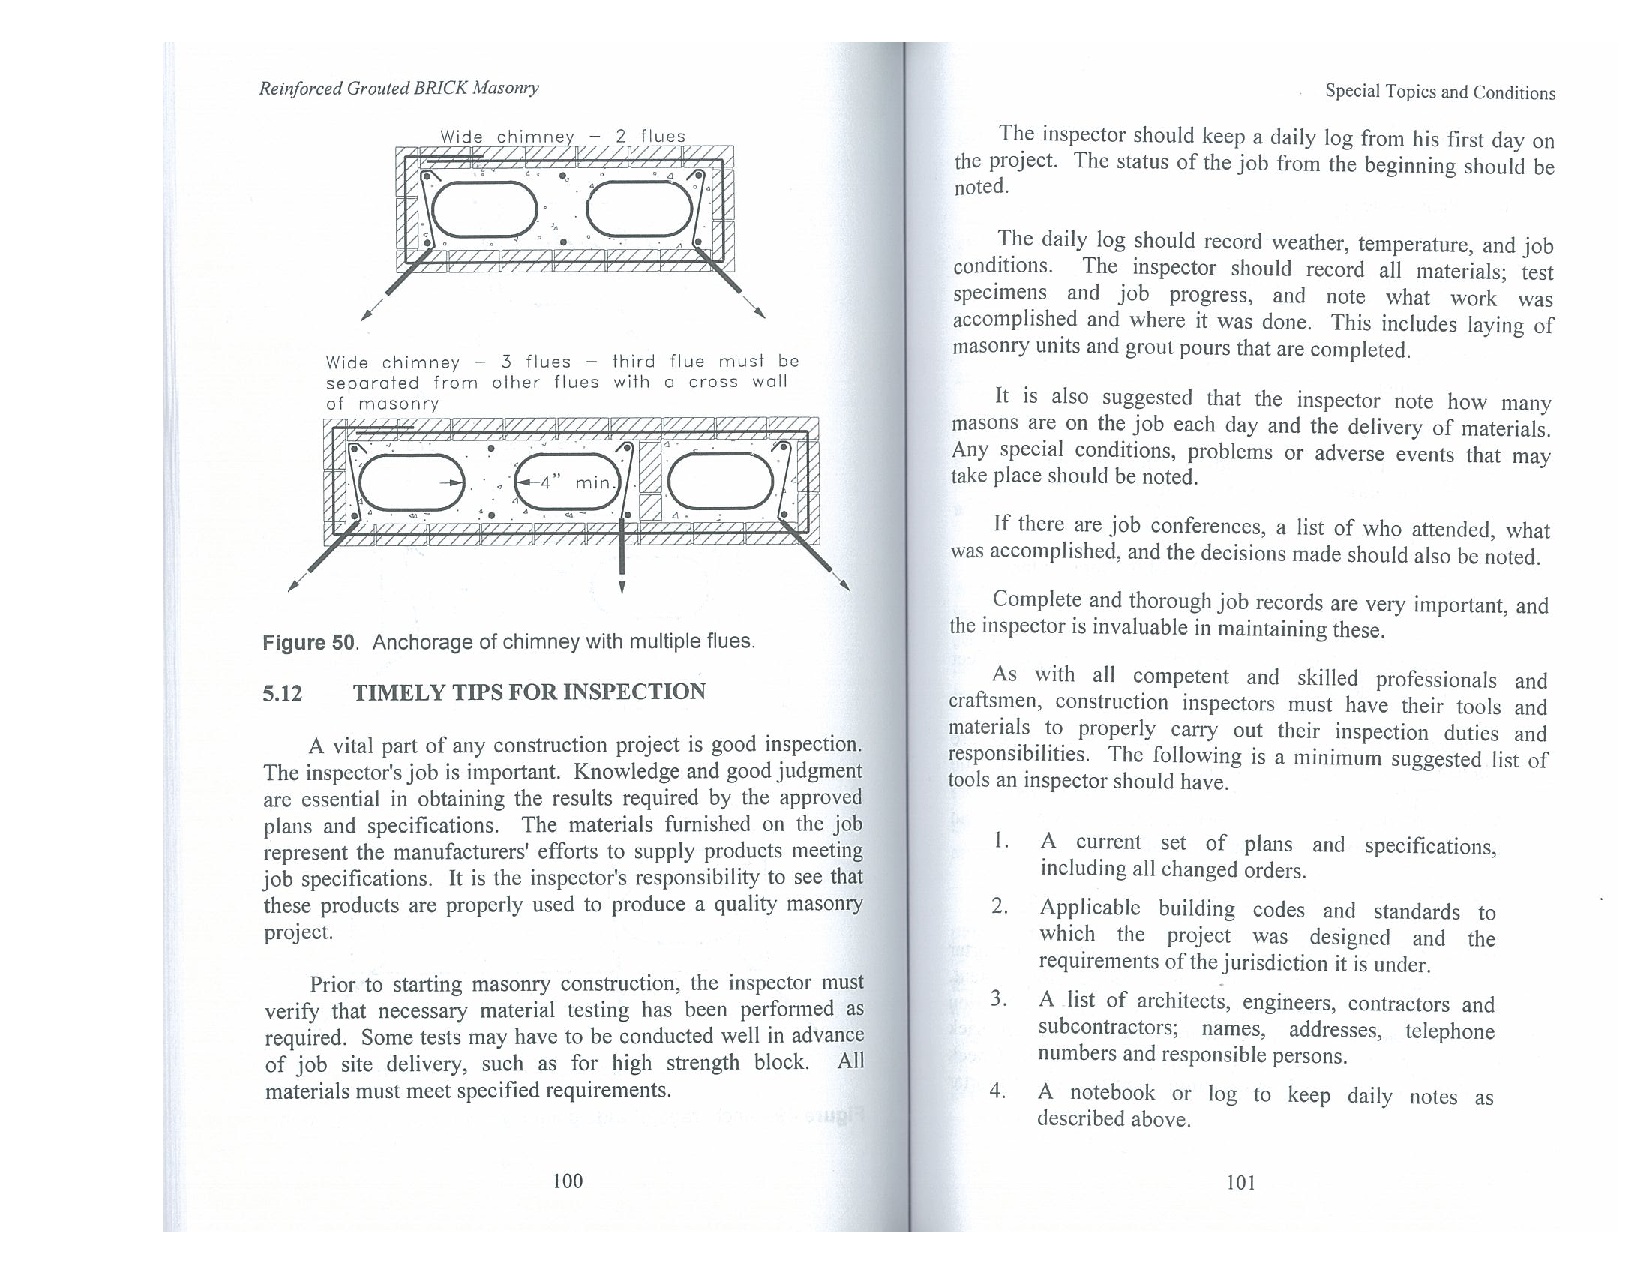 Reinforced Grouted BRICK Masonry
Wide chimney – 2 flues
Wide chimney – 3 flues – third flue must be
separated from other flues with a cross wall
of masonry
4" min.
Figure 50. Anchorage of chimney with multiple flues.
5.12 TIMELY TIPS FOR INSPECTION
A vital part of any construction project is good inspection.
The inspector's job is important. Knowledge and good judgment
are essential in obtaining the results required by the approved
plans and specifications. The materials furnished on the job
represent the manufacturers' efforts to supply products meeting
job specifications. It is the inspector's responsibility to see that
these products are properly used to produce a quality masonry
project.
Prior to starting masonry construction, the inspector must
verify that necessary material testing has been performed as
required. Some tests may have to be conducted well in advance
of job site delivery, such as for high strength block. All
materials must meet specified requirements.
100
Special Topics and Conditions
The inspector should keep a daily log from his first day on
the project. The status of the job from the beginning should be
noted.
The daily log should record weather, temperature, and job
conditions. The inspector should record all materials; test
specimens and job progress, and note what work was
accomplished and where it was done. This includes laying of
masonry units and grout pours that are completed.
It is also suggested that the inspector note how many
masons are on the job each day and the delivery of materials.
Any special conditions, problems or adverse events that may
take place should be noted.
If there are job conferences, a list of who attended, what
was accomplished, and the decisions made should also be noted.
Complete and thorough job records are very important, and
the inspector is invaluable in maintaining these.
As with all competent and skilled professionals and
craftsmen, construction inspectors must have their tools and
materials to properly carry out their inspection duties and
responsibilities. The following is a minimum suggested list of
tools an inspector should have.
1. A current set of plans and specifications,
including all changed orders.
2. Applicable building codes and standards to
which the project was designed and the
requirements of the jurisdiction it is under.
3. A list of architects, engineers, contractors and
subcontractors; names, addresses, telephone
numbers and responsible persons.
4. A notebook or log to keep daily notes as
described above.
101